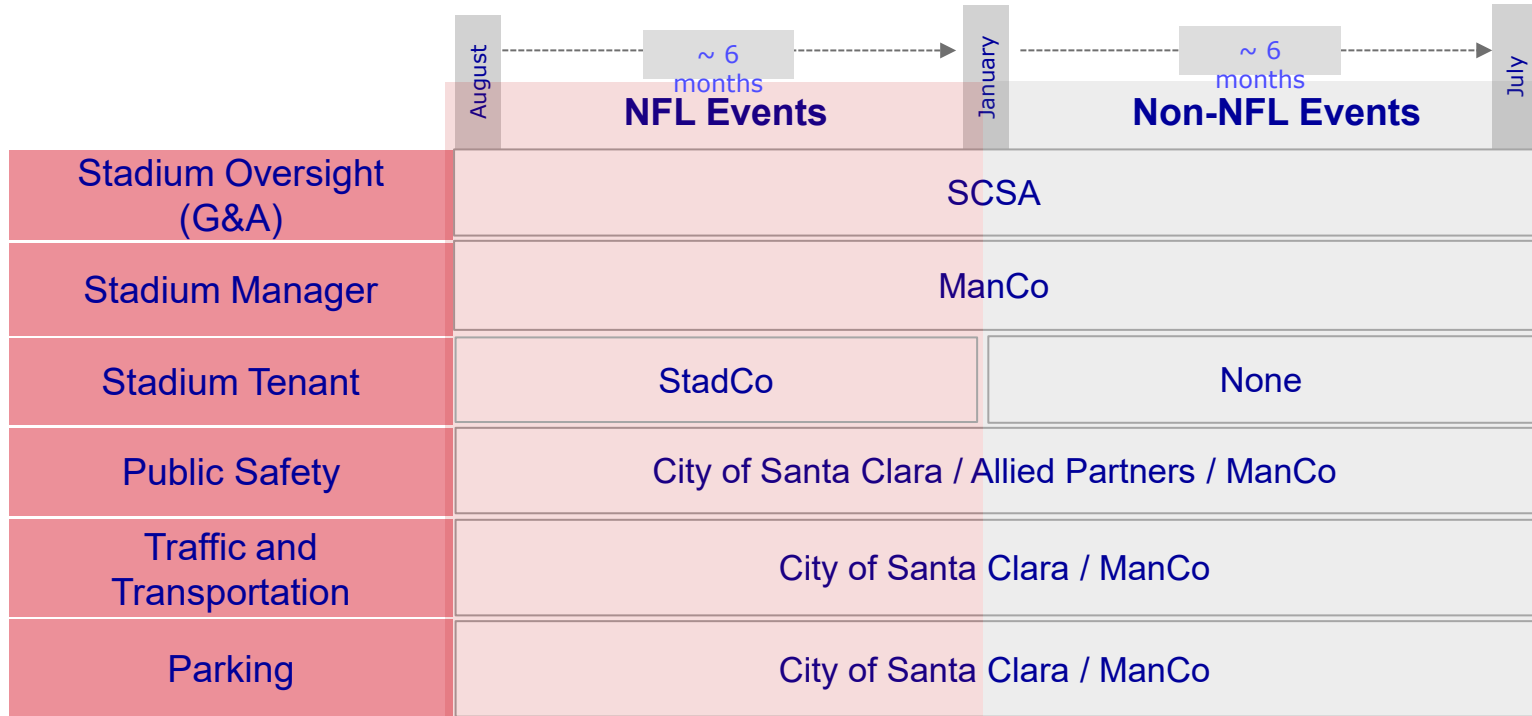 August
~ 6
months
January
~ 6
months
July
NFL Events
Non-NFL Events
Stadium Oversight
(G&A)
SCSA
Stadium Manager
ManCo
Stadium Tenant
StadCo
None
Public Safety
City of Santa Clara / Allied Partners / ManCo
Traffic and
Transportation
City of Santa Clara / ManCo
Parking
City of Santa Clara / ManCo